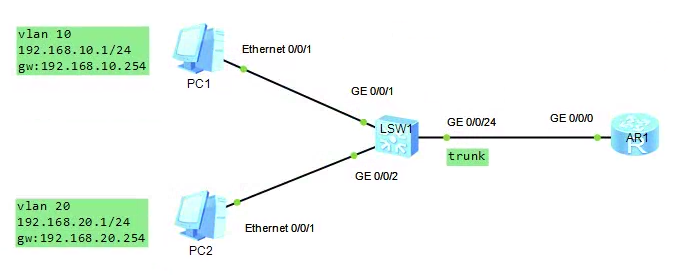 vlan 10
192.168.10.1/24
gw:192.168.10.254
Ethernet 0/0/1
PC1
GE 0/0/1
LSW1
GE 0/0/24
GE 0/0/0
AR1
R
trunk
GE 0/0/2
vlan 20
192.168.20.1/24
gw:192.168.20.254
Ethernet 0/0/1
PC2